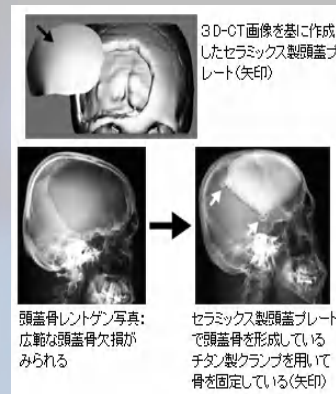 3D-CT画像を基に作成
したセラミックス製頭蓋プ
レート(矢印)
頭蓋骨レントゲン写真:
広範な頭蓋骨欠損が
みられる
セラミックス製頭蓋プレート
で頭蓋骨を形成している
チタン製クランプを用いて
骨を固定している(矢印)